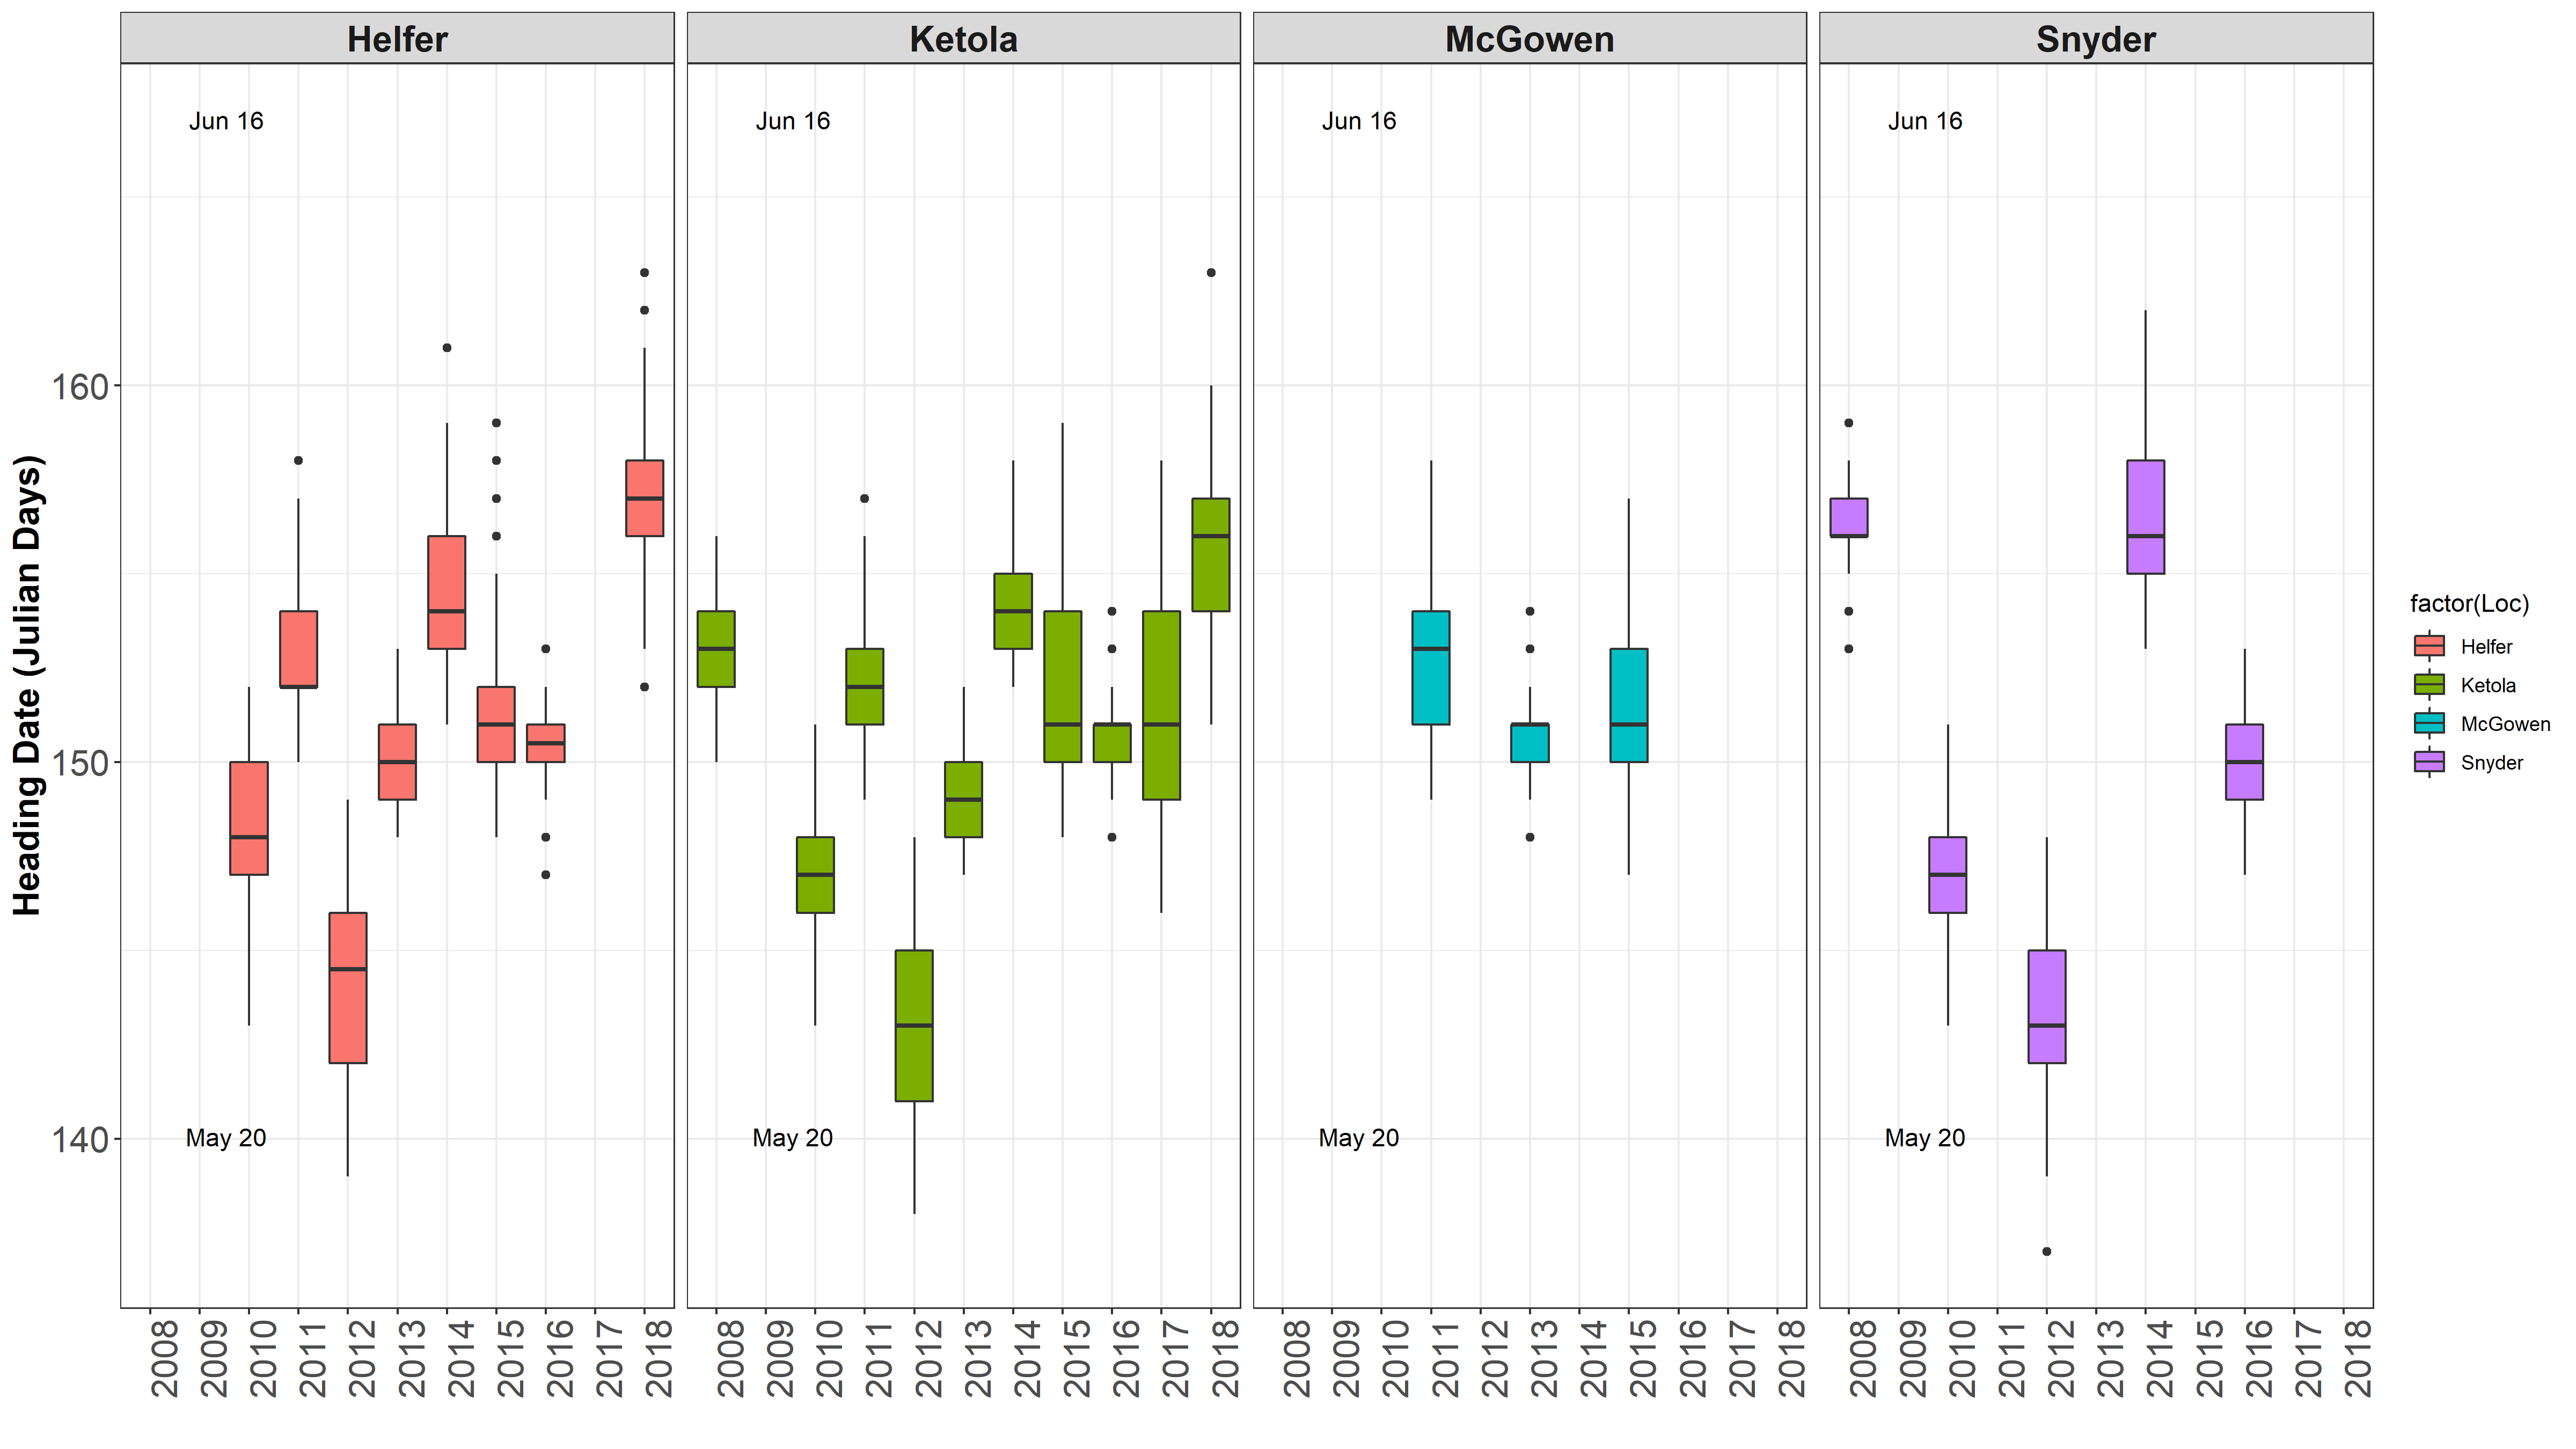 Helfer Ketola McGowen Snyder
Jun 16 Jun 16 Jun 16 Jun 16
160
150
140
May 20 May 20 May 20 May 20
Heading Date (Julian Days)
2008 2009 2010 2011 2012 2013 2014 2015 2016 2017 2018
2008 2009 2010 2011 2012 2013 2014 2015 2016 2017 2018
2008 2009 2010 2011 2012 2013 2014 2015 2016 2017 2018
2008 2009 2010 2011 2012 2013 2014 2015 2016 2017 2018
factor(Loc)
Helfer
Ketola
McGowen
Snyder